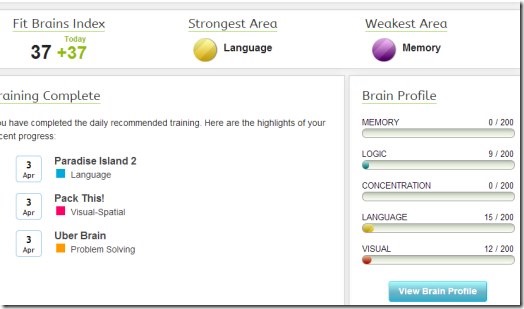 Fit Brains Index
Strongest Area
Weakest Area
Today
37 +37
Language
Memory
raining Complete
ou have completed the daily recommended training. Here are the highlights of your
cent progress:
3
Apr
Paradise Island 2
Language
3
Apr
Pack This!
Visual-Spatial
3
Apr
Uber Brain
Problem Solving
Brain Profile
MEMORY 0 / 200
LOGIC 9 / 200
CONCENTRATION 0 / 200
LANGUAGE 15 / 200
VISUAL 12 / 200
View Brain Profile